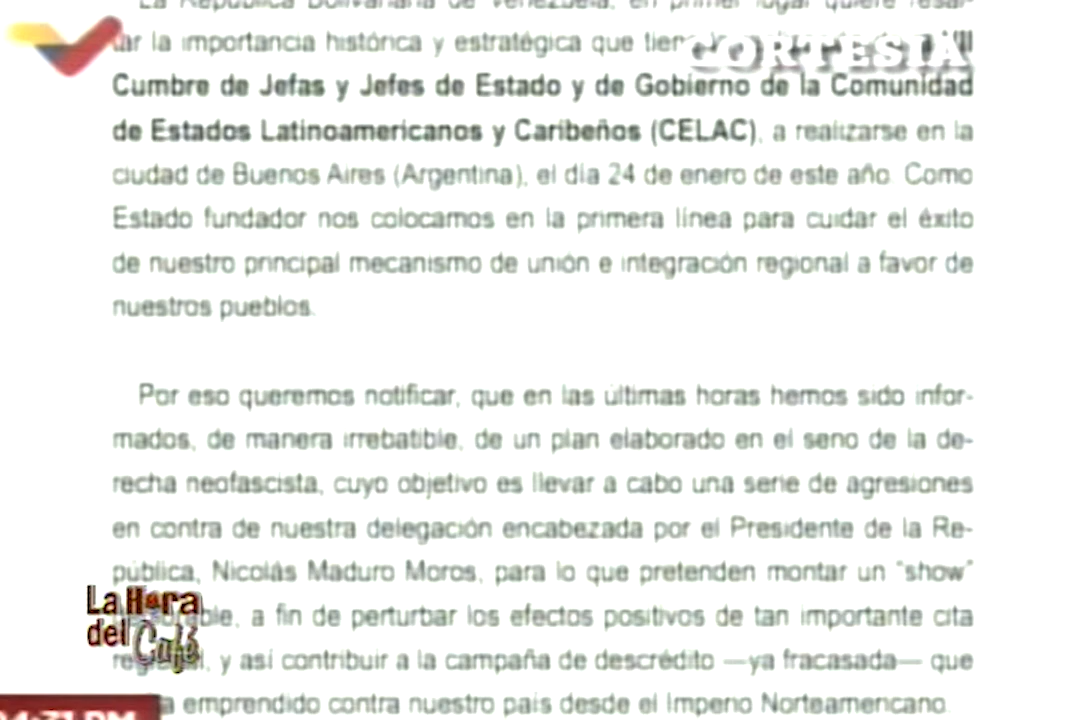 La República Bolivariana de Venezuela, en primer lugar quiere resal-
tar la importancia histórica y estratégica que
CORTESÍA
Cumbre de Jefas y Jefes de Estado y de Gobierno de la Comunidad
de Estados Latinoamericanos y Caribeños (CELAC), a realizarse en la
ciudad de Buenos Aires (Argentina), el día 24 de enero de este año. Como
Estado fundador nos colocamos en la primera línea para cuidar el éxito
de nuestro principal mecanismo de unión e integración regional a favor de
nuestros pueblos.
Por eso queremos notificar, que en las últimas horas hemos sido infor-
mados, de manera irrebatible, de un plan elaborado en el seno de la de-
recha neofascista, cuyo objetivo es llevar a cabo una serie de agresiones
en contra de nuestra delegación encabezada por el Presidente de la Re-
pública, Nicolás Maduro Moros, para lo que pretenden montar un "show"
a fin de perturbar los efectos positivos de tan importante cita
y así contribuir a la campaña de descrédito —ya fracasada— que
emprendido contra nuestro país desde el Imperio Norteamericano.
La Hora
del Café